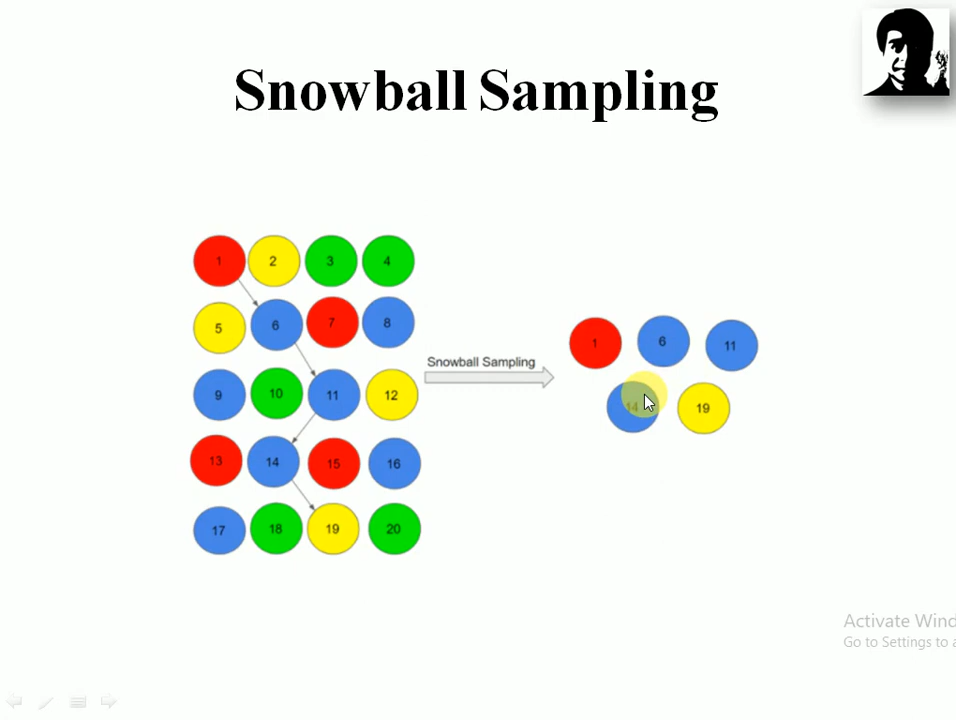 Snowball Sampling
1 2 3 4
5 6 7 8
9 10 11 12
13 14 15 16
17 18 19 20
Snowball Sampling
1 6 11
14 19
Activate Wind
Go to Settings to a